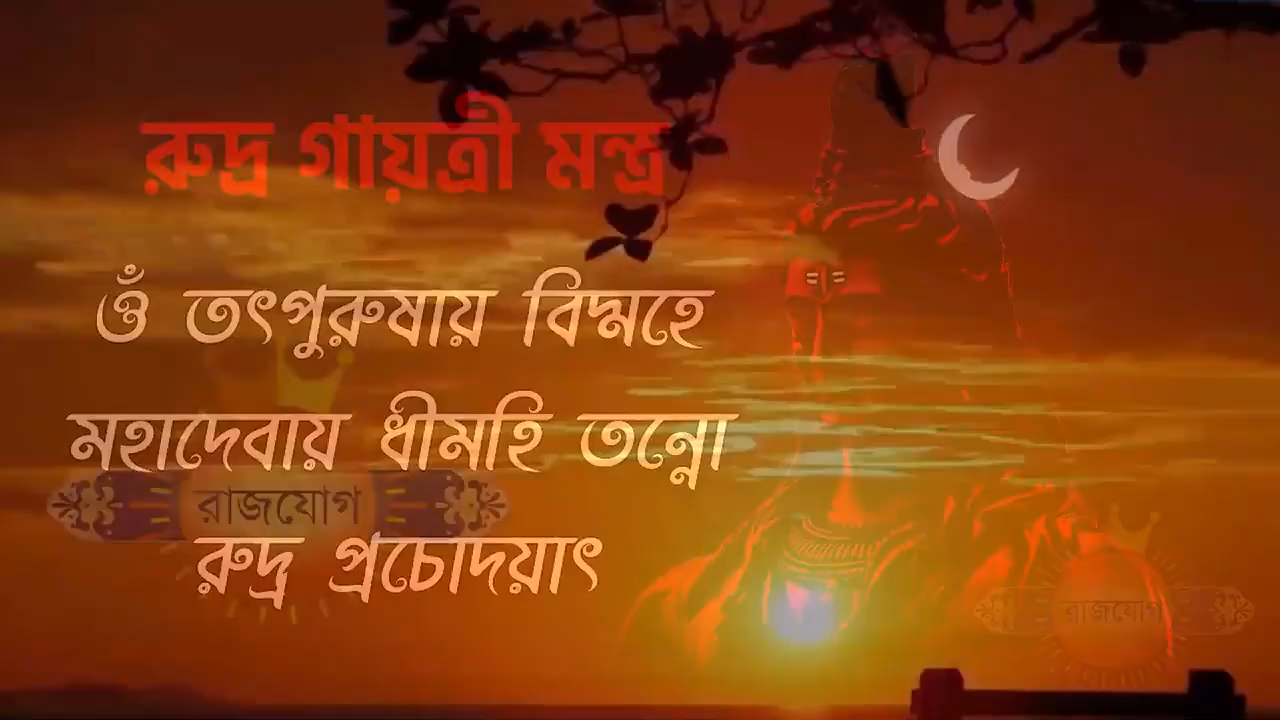 রুদ্র গায়ত্রী মন্ত্র
ওঁ তৎপুরুষায় বিদ্মহে
মহাদেবায় ধীমহি তন্নো
রাজযোগ
রুদ্র প্রচোদয়াৎ
রাজযোগ